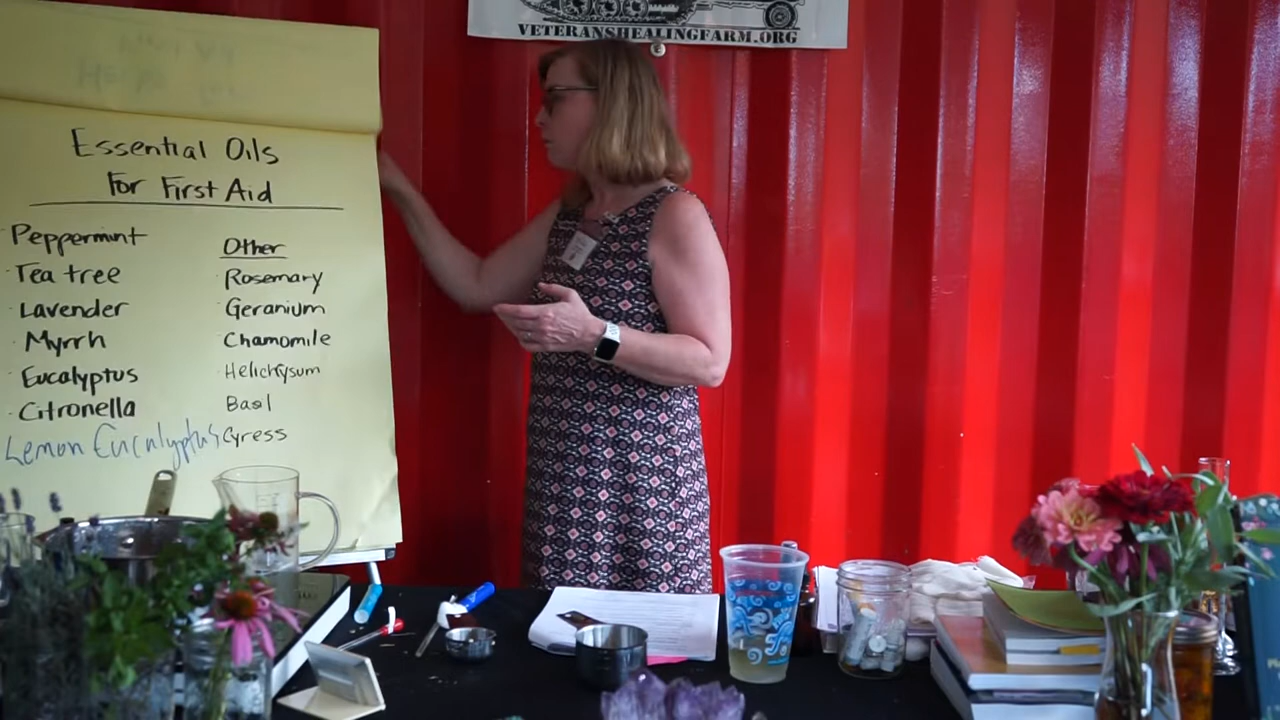 VETERANSHEALINGFARM.ORG
Essential Oils
For First Aid
Peppermint
· Tea tree
· Lavender
· Myrrh
· Eucalyptus
· Citronella
Lemon Eucalyptus
Other
· Rosemary
Geranium
· Chamomile
· Helichrysum
Basil
Cyress